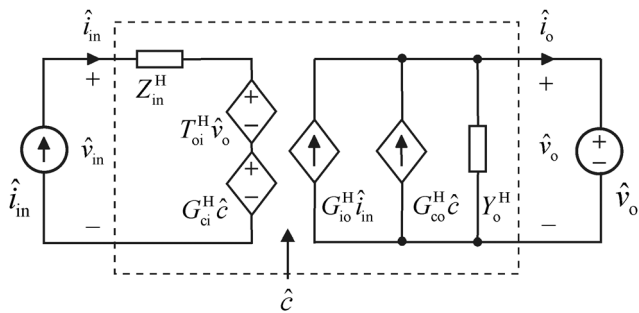 î_in
î_o
+
Z_in^H
+
+
−
T_oi^H v̂_o
v̂_in
v̂_o
+
−
î_in
+
−
G_ci^H ĉ
G_io^H î_in
G_co^H ĉ
Y_o^H
v̂_o
−
−
ĉ